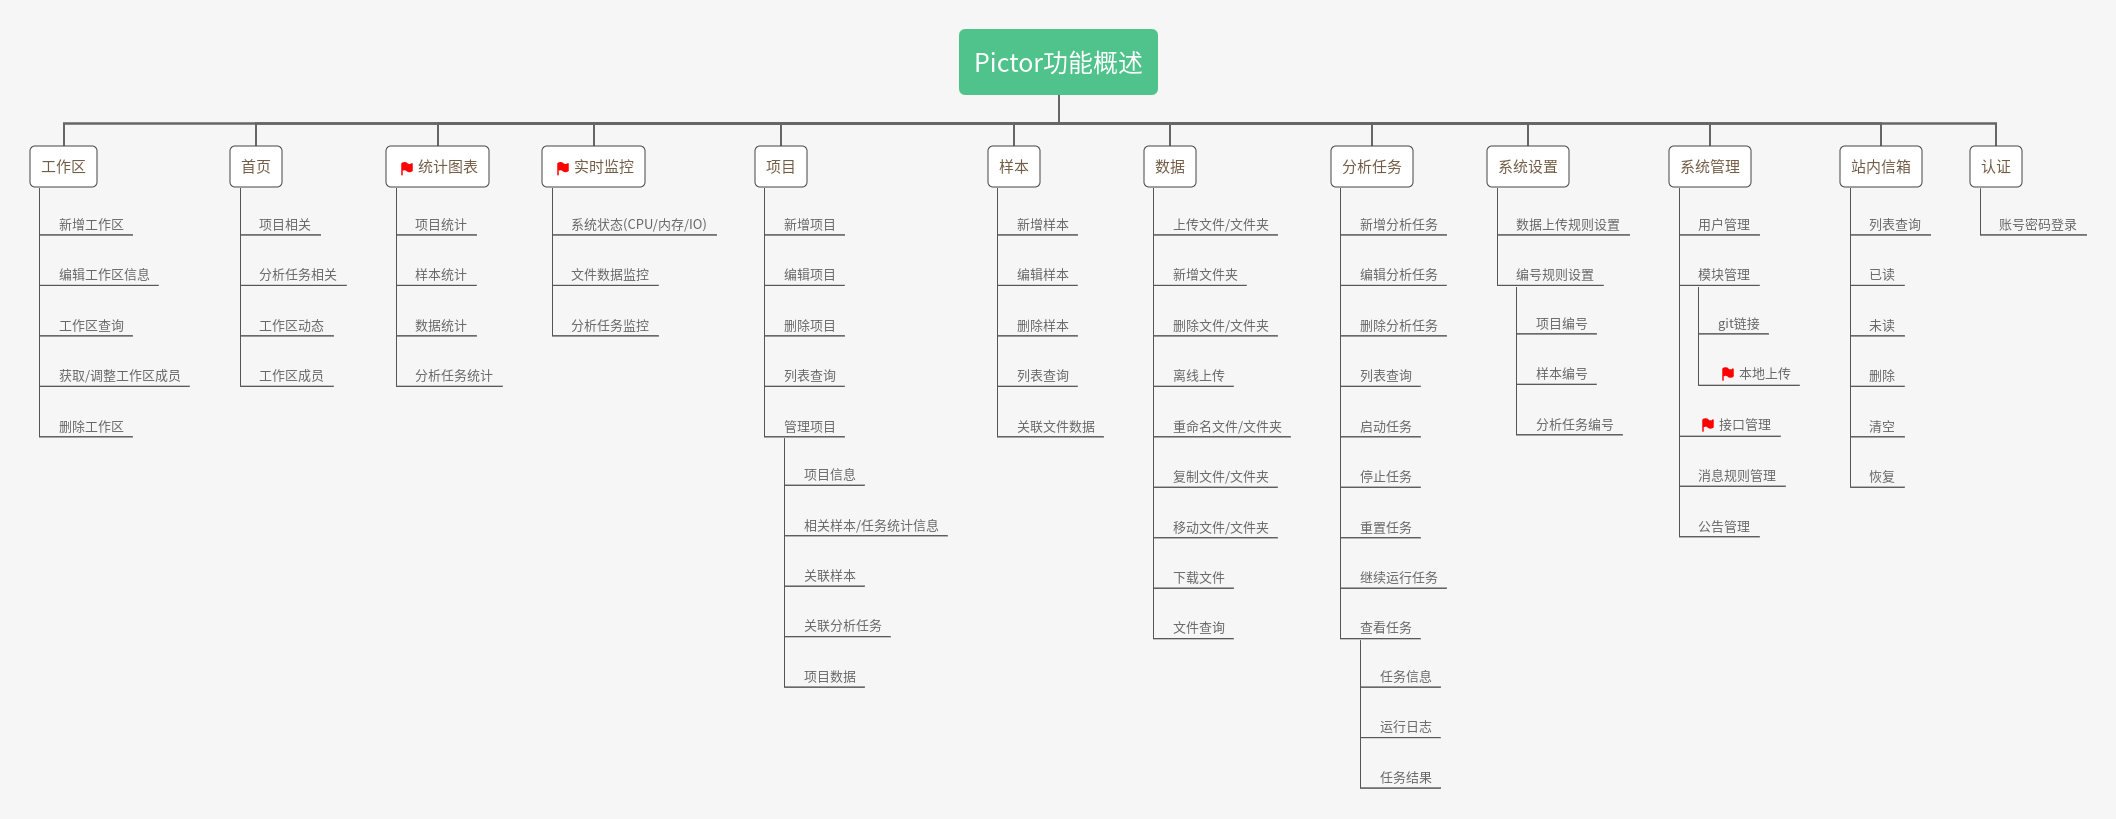 Pictor功能概述
工作区
新增工作区
编辑工作区信息
工作区查询
获取/调整工作区成员
删除工作区
首页
项目相关
分析任务相关
工作区动态
工作区成员
统计图表
项目统计
样本统计
数据统计
分析任务统计
实时监控
系统状态(CPU/内存/IO)
文件数据监控
分析任务监控
项目
新增项目
编辑项目
删除项目
列表查询
管理项目
项目信息
相关样本/任务统计信息
关联样本
关联分析任务
项目数据
样本
新增样本
编辑样本
删除样本
列表查询
关联文件数据
数据
上传文件/文件夹
新增文件夹
删除文件/文件夹
离线上传
重命名文件/文件夹
复制文件/文件夹
移动文件/文件夹
下载文件
文件查询
分析任务
新增分析任务
编辑分析任务
删除分析任务
列表查询
启动任务
停止任务
重置任务
继续运行任务
查看任务
任务信息
运行日志
任务结果
系统设置
数据上传规则设置
编号规则设置
项目编号
样本编号
分析任务编号
系统管理
用户管理
模块管理
git链接
本地上传
接口管理
消息规则管理
公告管理
站内信箱
列表查询
已读
未读
删除
清空
恢复
认证
账号密码登录